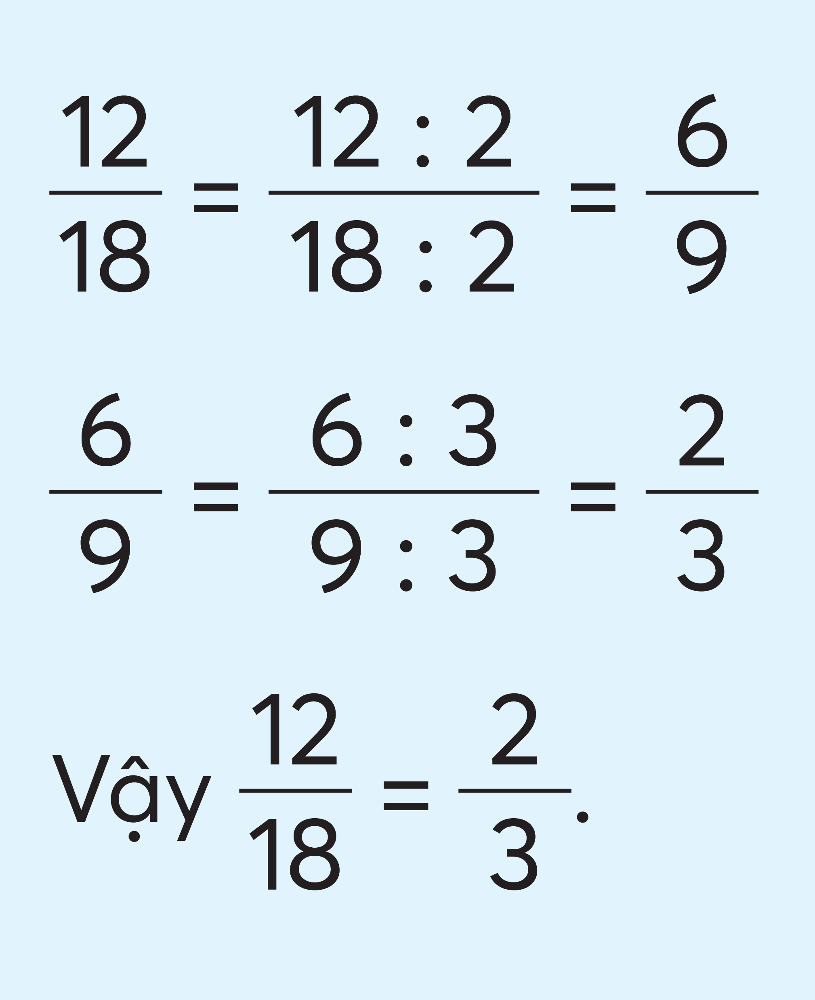 12/18 = 12 : 2/18 : 2 = 6/9
6/9 = 6 : 3/9 : 3 = 2/3
Vậy 12/18 = 2/3.